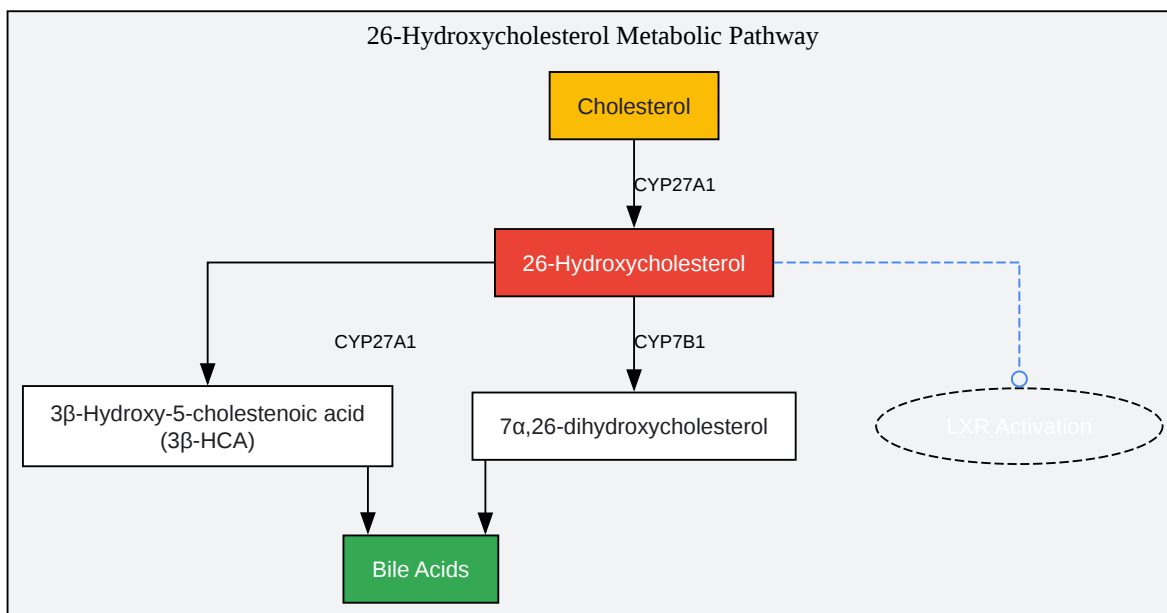 26-Hydroxycholesterol Metabolic Pathway
Cholesterol
CYP27A1
26-Hydroxycholesterol
CYP27A1
CYP7B1
3β-Hydroxy-5-cholestenoic acid
(3β-HCA)
7α,26-dihydroxycholesterol
LXR Activation
Bile Acids